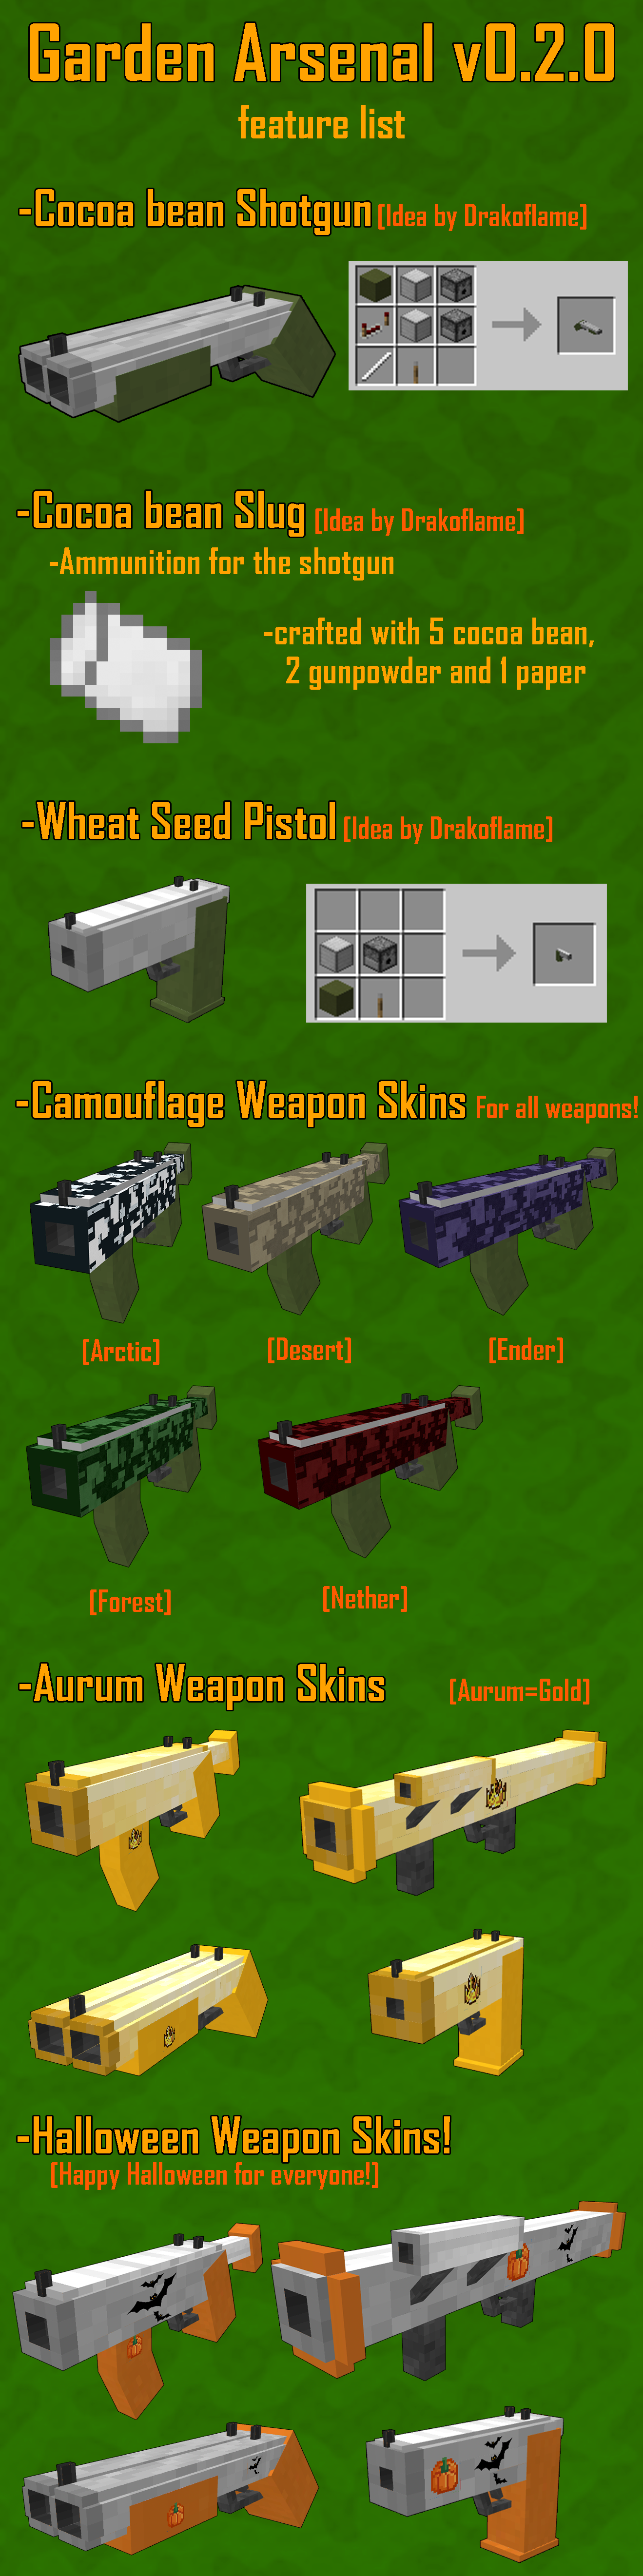 Garden Arsenal v0.2.0
feature list
-Cocoa bean Shotgun [Idea by Drakoflame]
-Cocoa bean Slug [Idea by Drakoflame]
-Ammunition for the shotgun
-crafted with 5 cocoa bean,
2 gunpowder and 1 paper
-Wheat Seed Pistol [Idea by Drakoflame]
-Camouflage Weapon Skins For all weapons!
[Arctic] [Desert] [Ender]
[Forest] [Nether]
-Aurum Weapon Skins [Aurum=Gold]
-Halloween Weapon Skins!
[Happy Halloween for everyone!]